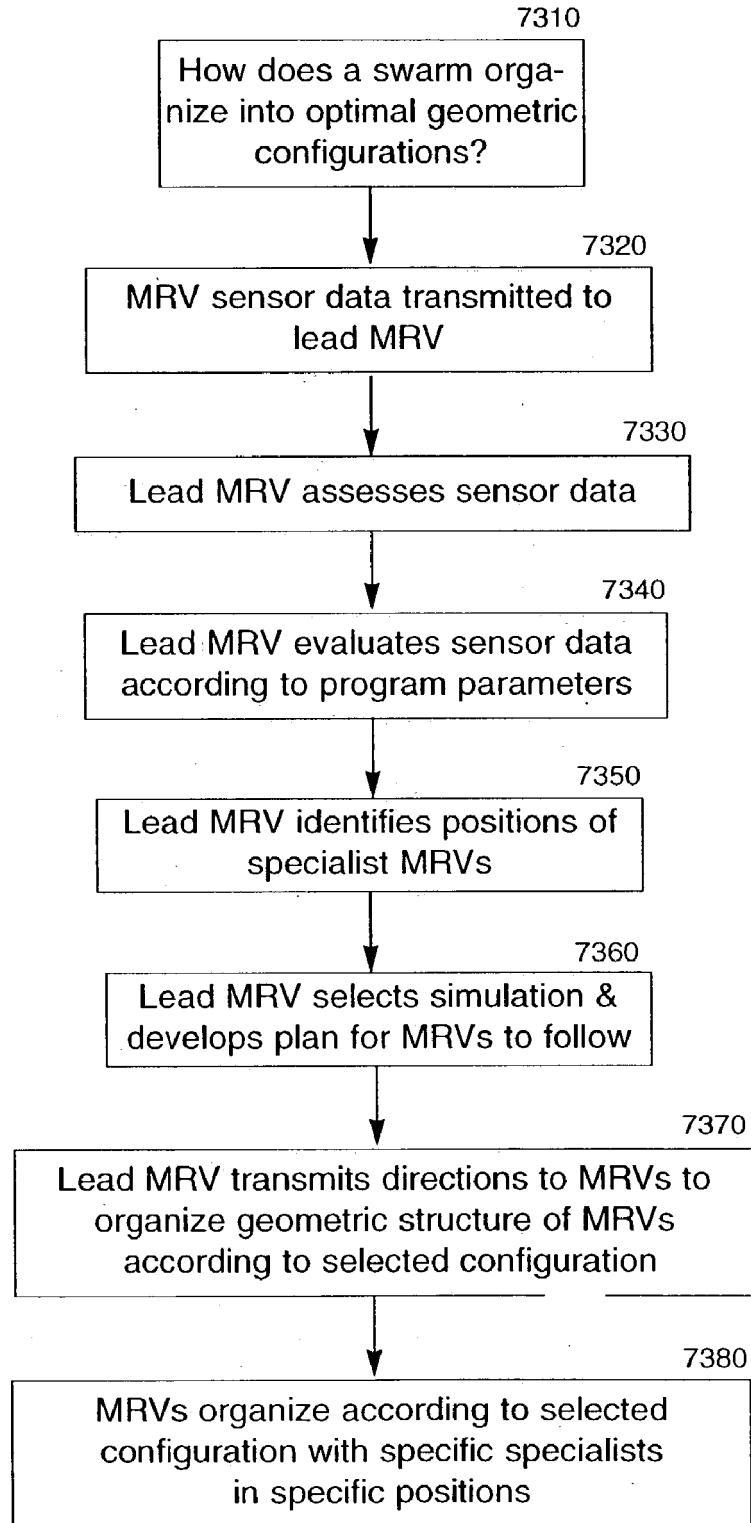 7310
How does a swarm orga-
nize into optimal geometric
configurations?
7320
MRV sensor data transmitted to
lead MRV
7330
Lead MRV assesses sensor data
7340
Lead MRV evaluates sensor data
according to program parameters
7350
Lead MRV identifies positions of
specialist MRVs
7360
Lead MRV selects simulation &
develops plan for MRVs to follow
7370
Lead MRV transmits directions to MRVs to
organize geometric structure of MRVs
according to selected configuration
7380
MRVs organize according to selected
configuration with specific specialists
in specific positions